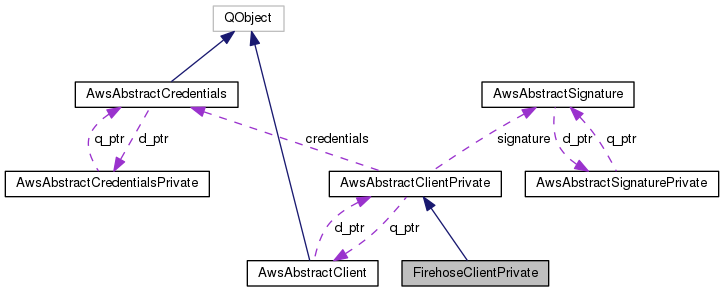 QObject
AwsAbstractCredentials
AwsAbstractSignature
q_ptr
d_ptr
credentials
signature
d_ptr
q_ptr
AwsAbstractCredentialsPrivate
AwsAbstractClientPrivate
AwsAbstractSignaturePrivate
d_ptr
q_ptr
AwsAbstractClient
FirehoseClientPrivate